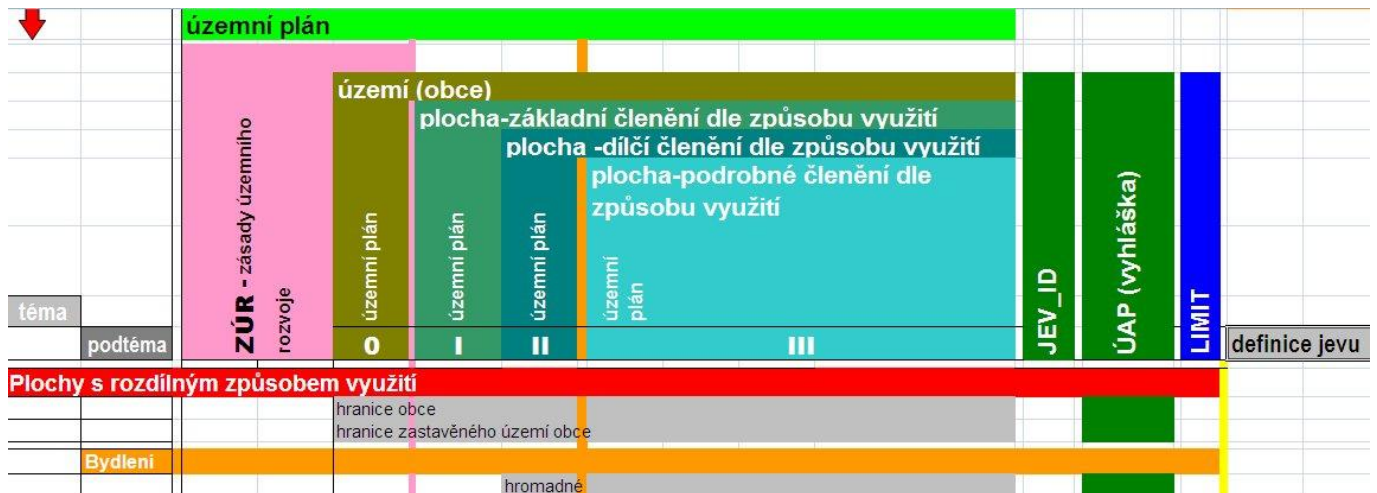 územní plán
území (obce)
plocha-základní členění dle způsobu využití
plocha -dílčí členění dle způsobu využití
plocha-podrobné členění dle
způsobu využití
ZÚR - zásady územního
rozvoje
územní plán
územní plán
územní plán
územní
plán
JEV_ID
ÚAP (vyhláška)
LIMIT
téma
podtéma
0
I
II
III
definice jevu
Plochy s rozdílným způsobem využití
hranice obce
hranice zastavěného území obce
Bydlení
hromadné